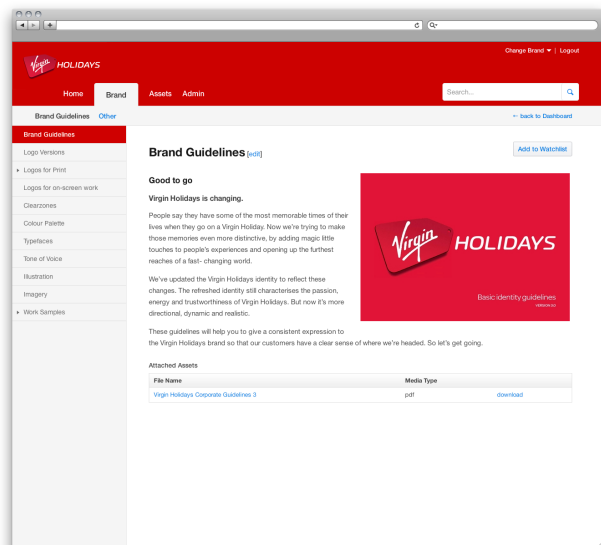 Change Brand ▼ | Logout
Virgin HOLIDAYS
Home Brand Assets Admin
Search...
Brand Guidelines Other
← back to Dashboard
Brand Guidelines
Logo Versions
Logos for Print
Logos for on-screen work
Clearzones
Colour Palette
Typefaces
Tone of Voice
Illustration
Imagery
Work Samples
Brand Guidelines [edit]
Add to Watchlist
Good to go
Virgin Holidays is changing.
People say they have some of the most memorable times of their
lives when they go on a Virgin Holiday. Now we're trying to make
those memories even more distinctive, by adding magic little
touches to people's experiences and opening up the furthest
reaches of a fast- changing world.
We've updated the Virgin Holidays identity to reflect these
changes. The refreshed identity still characterises the passion,
energy and trustworthiness of Virgin Holidays. But now it's more
directional, dynamic and realistic.
These guidelines will help you to give a consistent expression to
the Virgin Holidays brand so that our customers have a clear sense of where we're headed. So let's get going.
Virgin HOLIDAYS
Basic identity guidelines
Attached Assets
File Name Media Type
Virgin Holidays Corporate Guidelines 3 pdf download